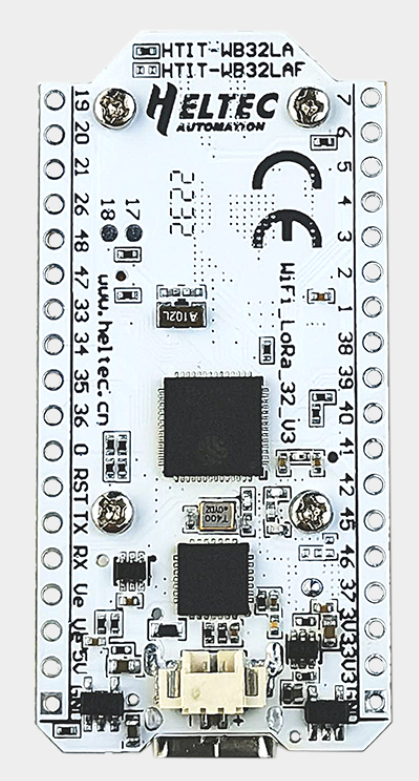 HTIT-WB32LA
HTIT-WB32LAF
HELTEC
AUTOMATION
19
20
21
26
48
47
33
34
35
36
0
RST
TX
RX
Ve
Ve
5V
GND
18
17
2232
www.heltec.cn
A102L
CE
WiFi_LoRa_32_V3
7
6
5
4
3
2
1
38
39
40
41
42
45
46
37
3V3
3V3
GND
+